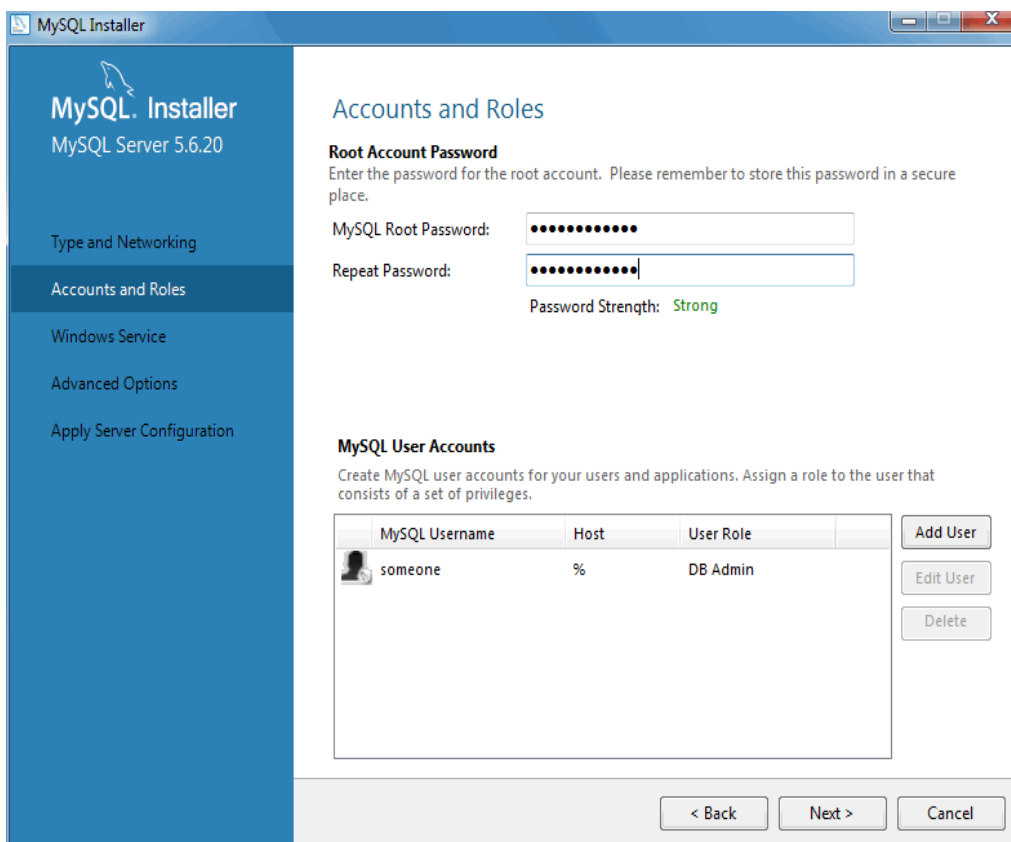 MySQL Installer
MySQL. Installer
MySQL Server 5.6.20
Type and Networking
Accounts and Roles
Windows Service
Advanced Options
Apply Server Configuration
Accounts and Roles
Root Account Password
Enter the password for the root account. Please remember to store this password in a secure
place.
MySQL Root Password: ●●●●●●●●●●●●
Repeat Password: ●●●●●●●●●●●●
Password Strength: Strong
MySQL User Accounts
Create MySQL user accounts for your users and applications. Assign a role to the user that
consists of a set of privileges.
MySQL Username Host User Role
someone % DB Admin
Add User
Edit User
Delete
< Back Next > Cancel